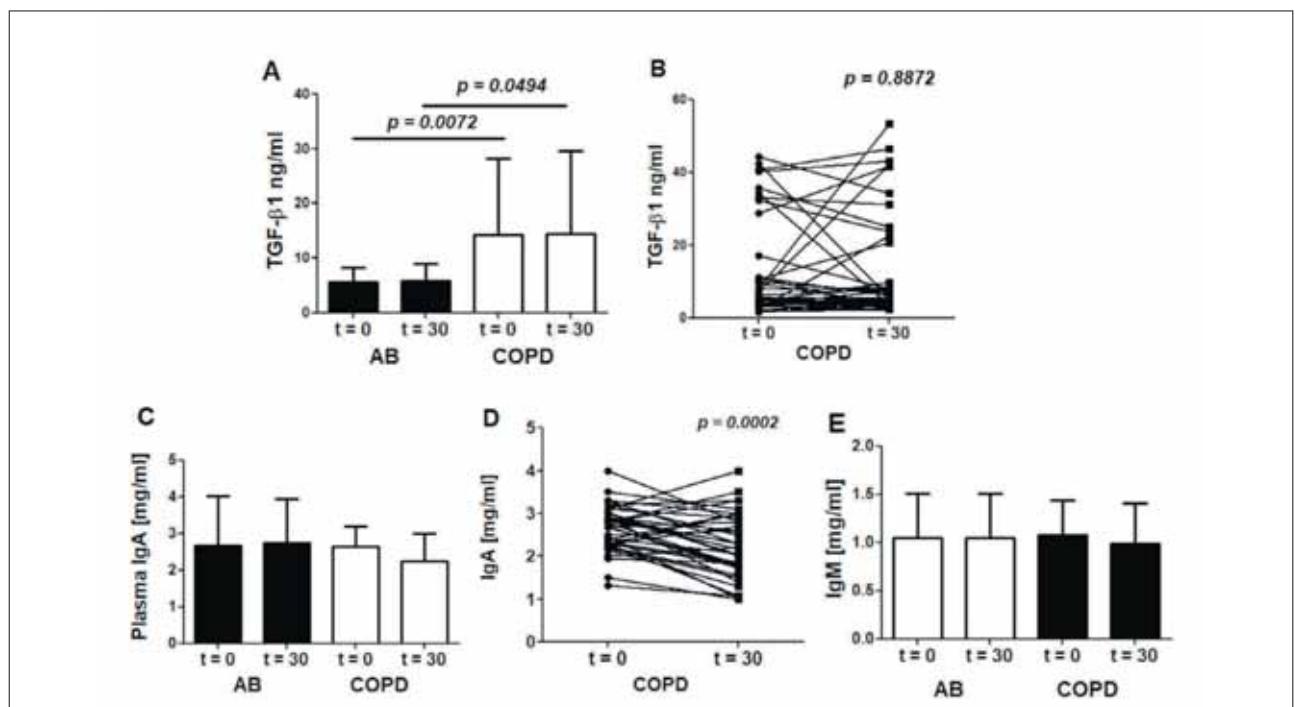 A
p = 0.0494
p = 0.0072
TGF-β1 ng/ml
40
30
20
10
0
t = 0 t = 30 t = 0 t = 30
AB COPD
B
p = 0.8872
TGF-β1 ng/ml
60
40
20
0
t = 0 t = 30
COPD
C
Plasma IgA [mg/ml]
5
4
3
2
1
0
t = 0 t = 30 t = 0 t = 30
AB COPD
D
p = 0.0002
IgA [mg/ml]
5
4
3
2
1
0
t = 0 t = 30
COPD
E
IgM [mg/ml]
2.0
1.5
1.0
0.5
0.0
t = 0 t = 30 t = 0 t = 30
AB COPD